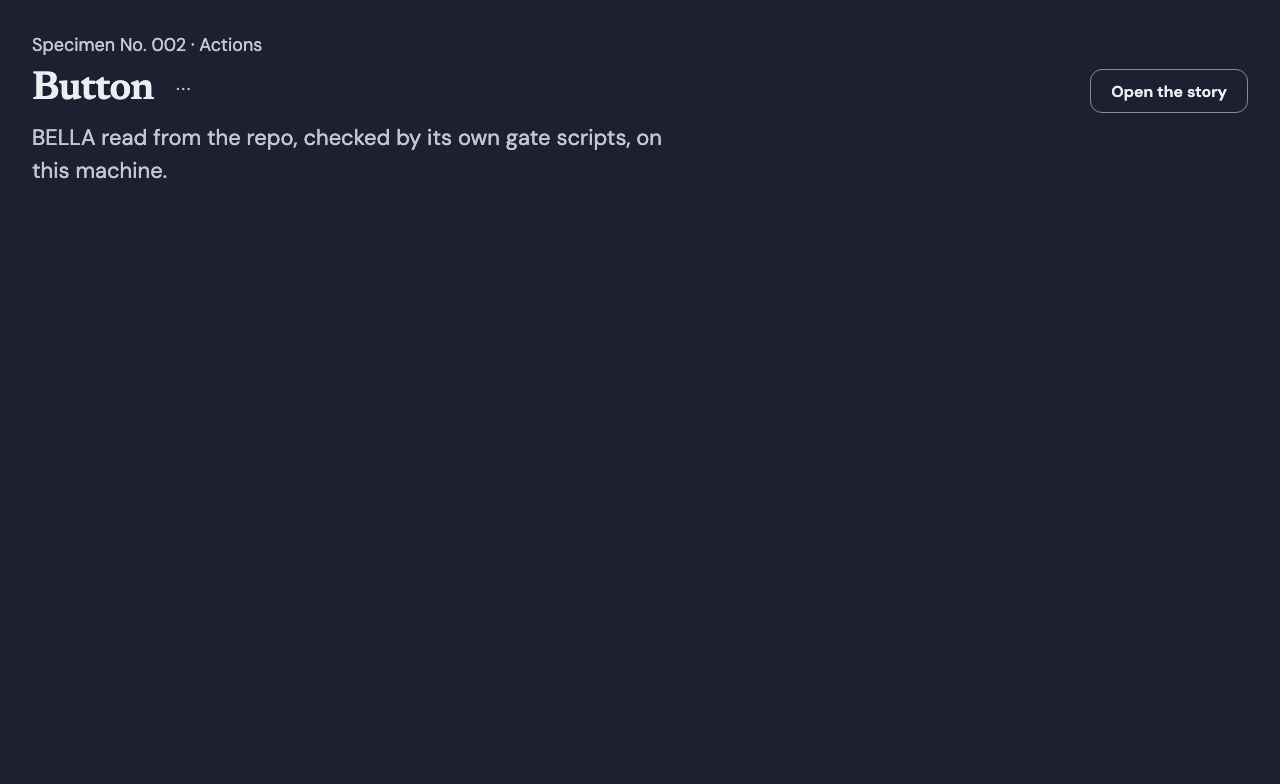 Specimen No. 002 · Actions
Button ...
Open the story
BELLA read from the repo, checked by its own gate scripts, on
this machine.